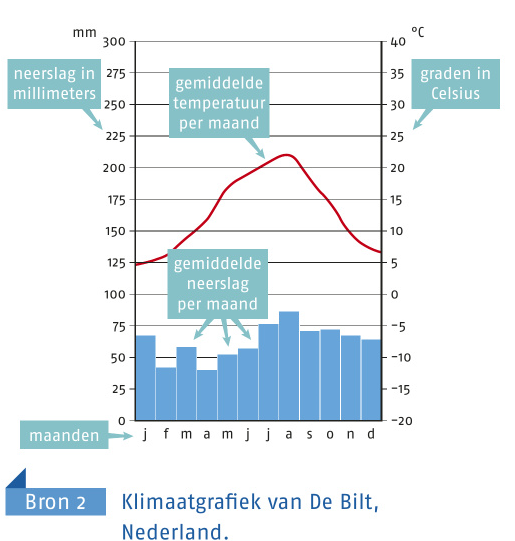 mm
°C
300
275
250
225
200
175
150
125
100
75
50
25
0
40
35
30
25
20
15
10
5
0
−5
−10
−15
−20
neerslag in
millimeters
gemiddelde
temperatuur
per maand
graden in
Celsius
gemiddelde
neerslag
per maand
maanden
j f m a m j j a s o n d
Bron 2
Klimaatgrafiek van De Bilt,
Nederland.